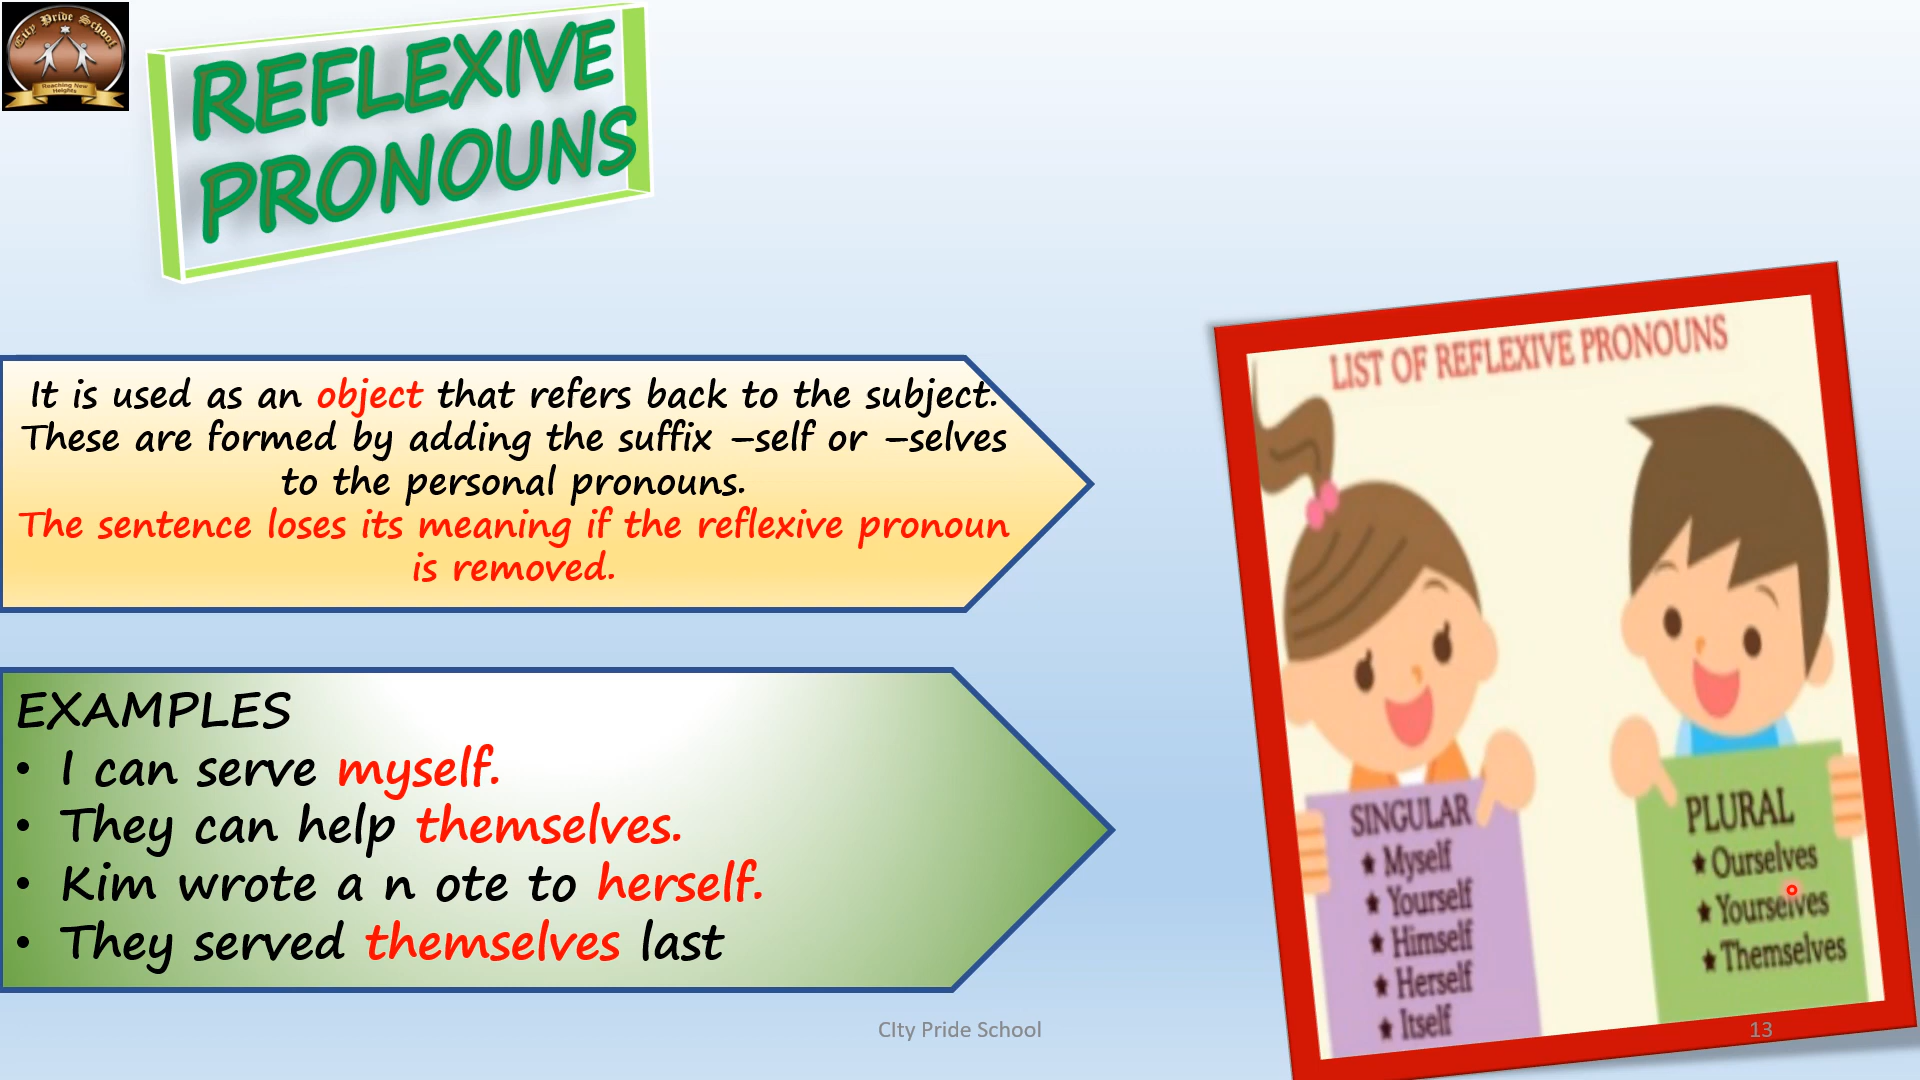 City Pride School
Reaching New
Heights
REFLEXIVE
PRONOUNS
It is used as an object that refers back to the subject.
These are formed by adding the suffix –self or –selves
to the personal pronouns.
The sentence loses its meaning if the reflexive pronoun
is removed.
EXAMPLES
• I can serve myself.
• They can help themselves.
• Kim wrote a n ote to herself.
• They served themselves last
LIST OF REFLEXIVE PRONOUNS
SINGULAR
Myself
Yourself
Himself
Herself
Itself
PLURAL
Ourselves
Yourselves
Themselves
CIty Pride School
13